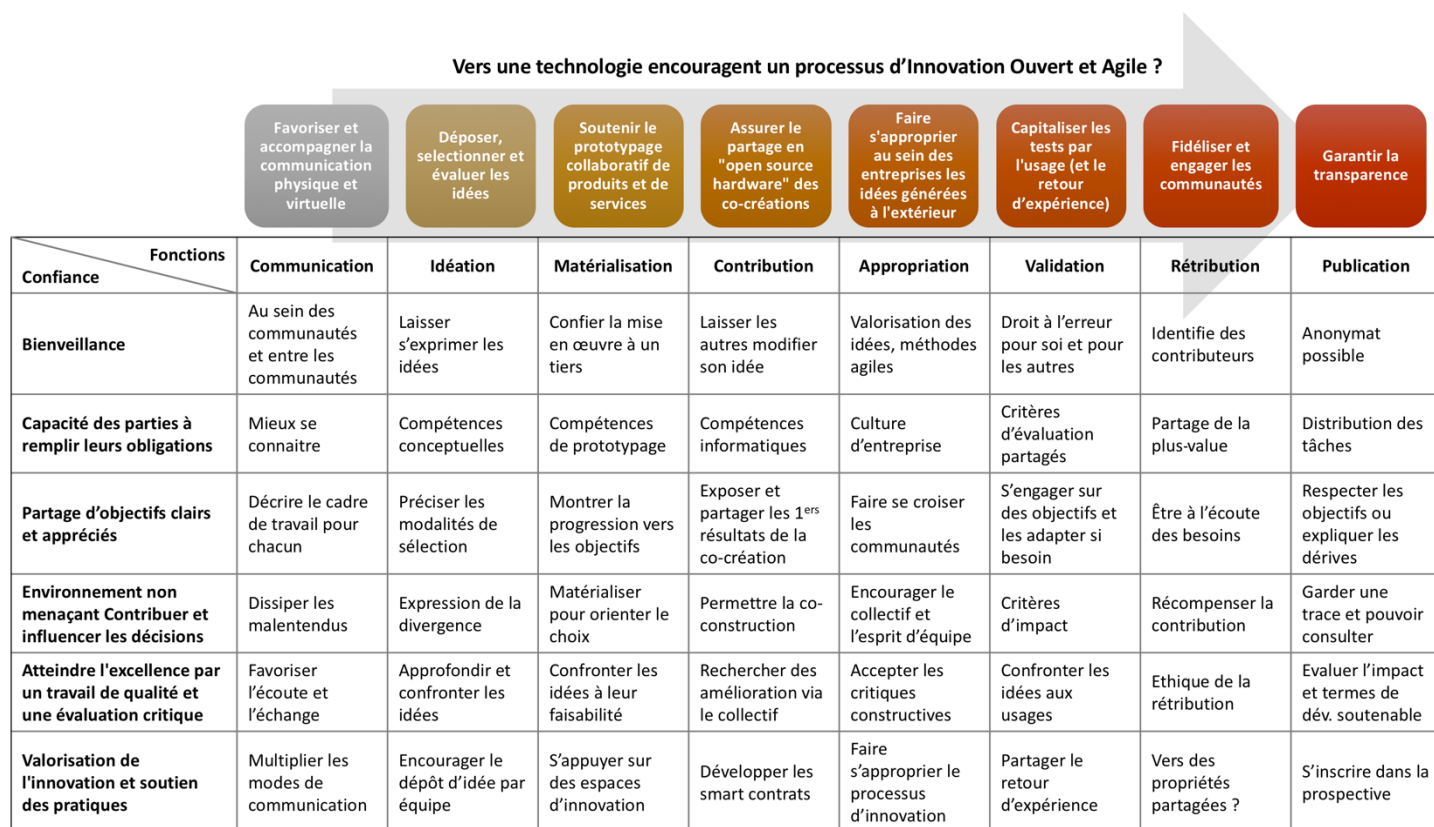 Vers une technologie encouragent un processus d’Innovation Ouvert et Agile ?
Favoriser et
accompagner la
communication
physique et
virtuelle
Déposer,
selectionner et
évaluer les
idées
Soutenir le
prototypage
collaboratif de
produits et de
services
Assurer le
partage en
"open source
hardware" des
co-créations
Faire
s'approprier
au sein des
entreprises les
idées générées
à l'extérieur
Capitaliser les
tests par
l'usage (et le
retour
d’expérience)
Fidéliser et
engager les
communautés
Garantir la
transparence
Fonctions
Confiance
Communication
Idéation
Matérialisation
Contribution
Appropriation
Validation
Rétribution
Publication
Bienveillance
Au sein des
communautés
et entre les
communautés
Laisser
s’exprimer les
idées
Confier la mise
en œuvre à un
tiers
Laisser les
autres modifier
son idée
Valorisation des
idées, méthodes
agiles
Droit à l’erreur
pour soi et pour
les autres
Identifie des
contributeurs
Anonymat
possible
Capacité des parties à
remplir leurs obligations
Mieux se
connaitre
Compétences
conceptuelles
Compétences
de prototypage
Compétences
informatiques
Culture
d’entreprise
Critères
d’évaluation
partagés
Partage de la
plus-value
Distribution des
tâches
Partage d’objectifs clairs
et appréciés
Décrire le cadre
de travail pour
chacun
Préciser les
modalités de
sélection
Montrer la
progression vers
les objectifs
Exposer et
partager les 1ers
résultats de la
co-création
Faire se croiser
les
communautés
S’engager sur
des objectifs et
les adapter si
besoin
Être à l’écoute
des besoins
Respecter les
objectifs ou
expliquer les
dérives
Environnement non
menaçant Contribuer et
influencer les décisions
Dissiper les
malentendus
Expression de la
divergence
Matérialiser
pour orienter le
choix
Permettre la co-
construction
Encourager le
collectif et
l’esprit d’équipe
Critères
d’impact
Récompenser la
contribution
Garder une
trace et pouvoir
consulter
Atteindre l'excellence par
un travail de qualité et
une évaluation critique
Favoriser
l’écoute et
l’échange
Approfondir et
confronter les
idées
Confronter les
idées à leur
faisabilité
Rechercher des
amélioration via
le collectif
Accepter les
critiques
constructives
Confronter les
idées aux
usages
Ethique de la
rétribution
Evaluer l’impact
et termes de
dév. soutenable
Valorisation de
l'innovation et soutien
des pratiques
Multiplier les
modes de
communication
Encourager le
dépôt d’idée par
équipe
S’appuyer sur
des espaces
d’innovation
Développer les
smart contrats
Faire
s’approprier le
processus
d’innovation
Partager le
retour
d’expérience
Vers des
propriétés
partagées ?
S’inscrire dans la
prospective